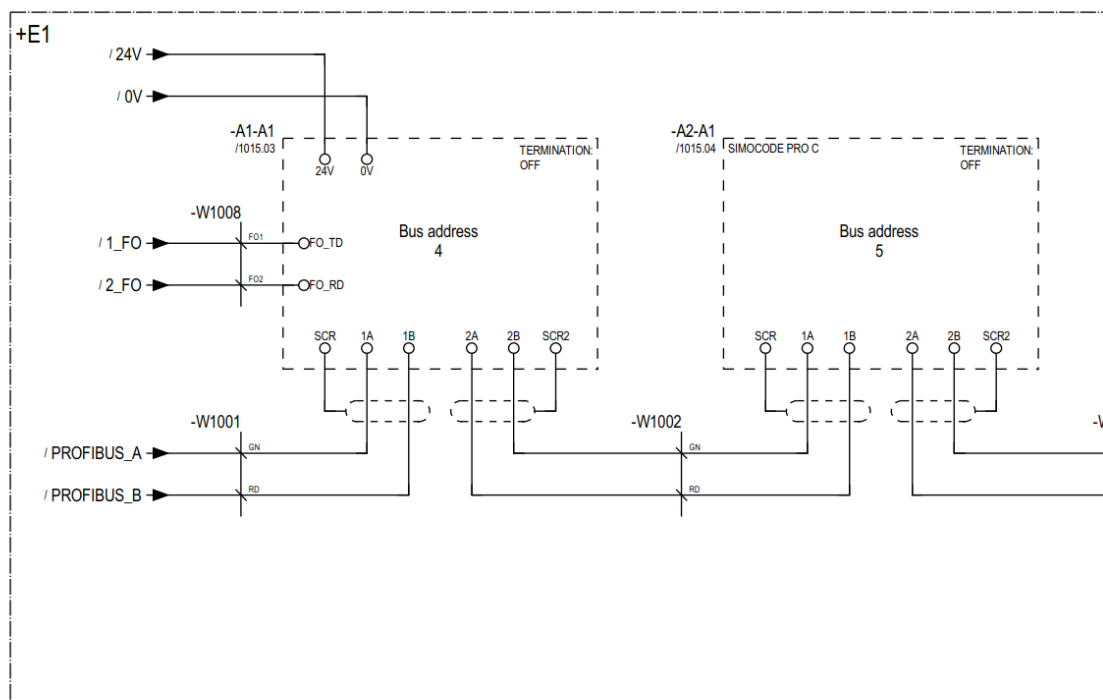 +E1
/ 24V
/ 0V
-A1-A1
/1015.03
TERMINATION:
OFF
24V
0V
-W1008
/ 1_FO
FO1
FO_TD
/ 2_FO
FO2
FO_RD
Bus address
4
SCR
1A
1B
2A
2B
SCR2
-A2-A1
/1015.04
SIMOCODE PRO C
TERMINATION:
OFF
Bus address
5
SCR
1A
1B
2A
2B
SCR2
-W1001
/ PROFIBUS_A
GN
/ PROFIBUS_B
RD
-W1002
GN
RD